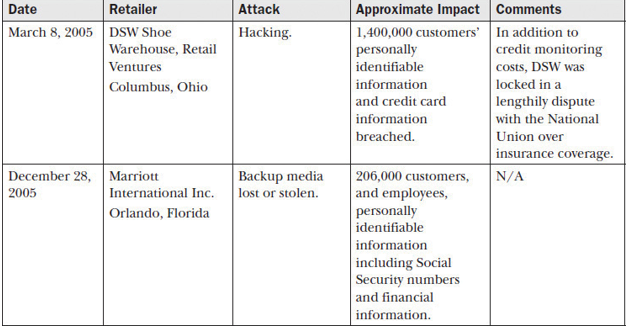 Date Retailer Attack Approximate Impact Comments
March 8, 2005 DSW Shoe Hacking. 1,400,000 customers' In addition to
Warehouse, Retail personally credit monitoring
Ventures identifiable costs, DSW was
Columbus, Ohio information locked in a
and credit card lengthily dispute
information with the National
breached. Union over
insurance coverage.
December 28, Marriott Backup media 206,000 customers, N/A
2005 International Inc. lost or stolen. and employees,
Orlando, Florida personally
identifiable
information
including Social
Security numbers
and financial
information.